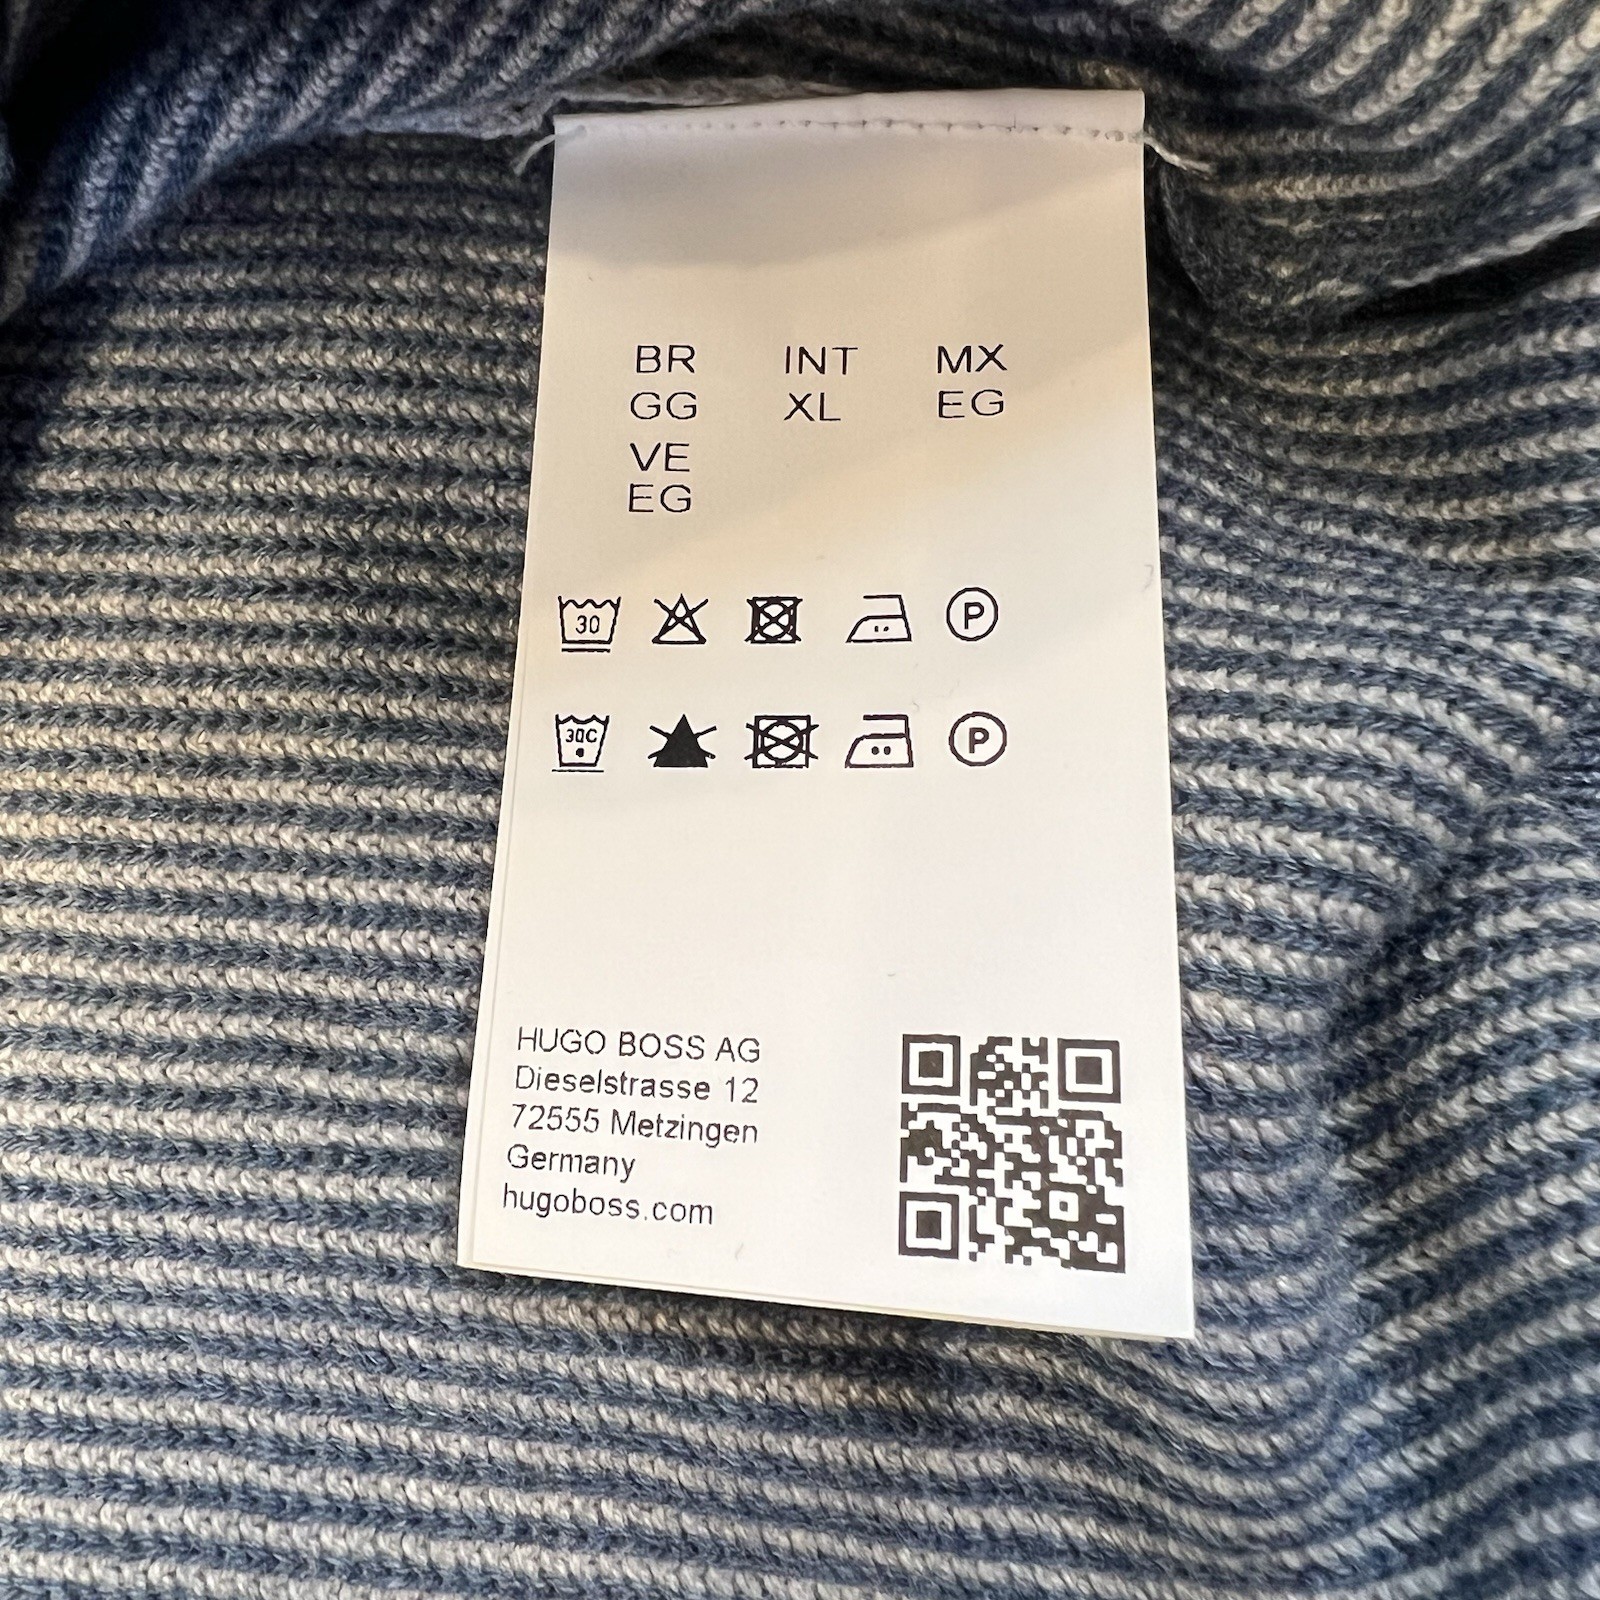 BR INT MX
GG XL EG
VE
EG
30 P
30C P
HUGO BOSS AG
Dieselstrasse 12
72555 Metzingen
Germany
hugoboss.com